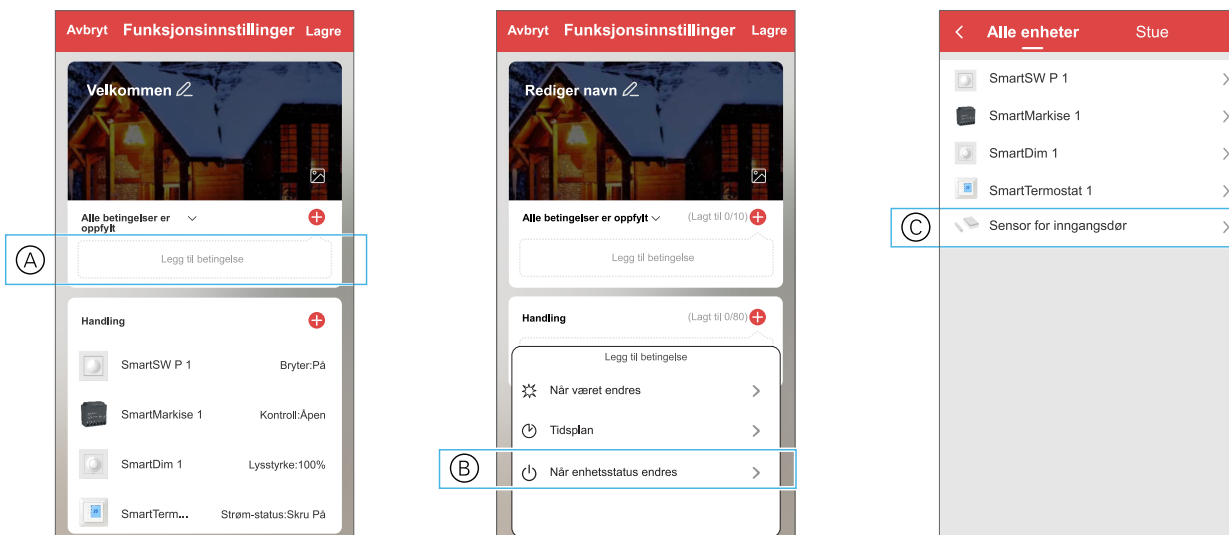 Avbryt Funksjonsinnstillinger Lagre
Velkommen
Alle betingelser er
oppfylt
A
Legg til betingelse
Handling
SmartSW P 1 Bryter:På
SmartMarkise 1 Kontroll:Åpen
SmartDim 1 Lysstyrke:100%
SmartTerm... Strøm-status:Skru På
Avbryt Funksjonsinnstillinger Lagre
Rediger navn
Alle betingelser er oppfylt (Lagt til 0/10)
Legg til betingelse
Handling (Lagt til 0/80)
Legg til betingelse
Når været endres
Tidsplan
B Når enhetsstatus endres
Alle enheter Stue
SmartSW P 1
SmartMarkise 1
SmartDim 1
SmartTermostat 1
C Sensor for inngangsdør